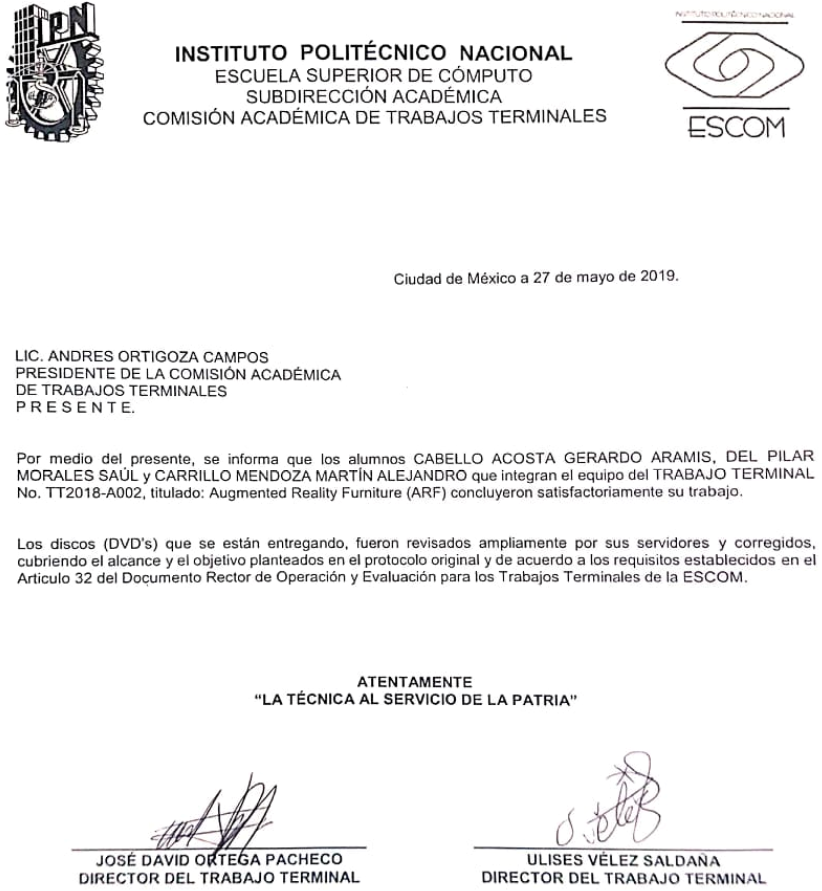 IPN
INSTITUTO POLITÉCNICO NACIONAL
INSTITUTO POLITÉCNICO NACIONAL
ESCUELA SUPERIOR DE CÓMPUTO
SUBDIRECCIÓN ACADÉMICA
COMISIÓN ACADÉMICA DE TRABAJOS TERMINALES
ESCOM
Ciudad de México a 27 de mayo de 2019.
LIC. ANDRES ORTIGOZA CAMPOS
PRESIDENTE DE LA COMISIÓN ACADÉMICA
DE TRABAJOS TERMINALES
P R E S E N T E.
Por medio del presente, se informa que los alumnos CABELLO ACOSTA GERARDO ARAMIS, DEL PILAR
MORALES SAÚL y CARRILLO MENDOZA MARTÍN ALEJANDRO que integran el equipo del TRABAJO TERMINAL
No. TT2018-A002, titulado: Augmented Reality Furniture (ARF) concluyeron satisfactoriamente su trabajo.
Los discos (DVD's) que se están entregando, fueron revisados ampliamente por sus servidores y corregidos,
cubriendo el alcance y el objetivo planteados en el protocolo original y de acuerdo a los requisitos establecidos en el
Articulo 32 del Documento Rector de Operación y Evaluación para los Trabajos Terminales de la ESCOM.
ATENTAMENTE
“LA TÉCNICA AL SERVICIO DE LA PATRIA”
JOSÉ DAVID ORTEGA PACHECO
DIRECTOR DEL TRABAJO TERMINAL
ULISES VÉLEZ SALDAÑA
DIRECTOR DEL TRABAJO TERMINAL